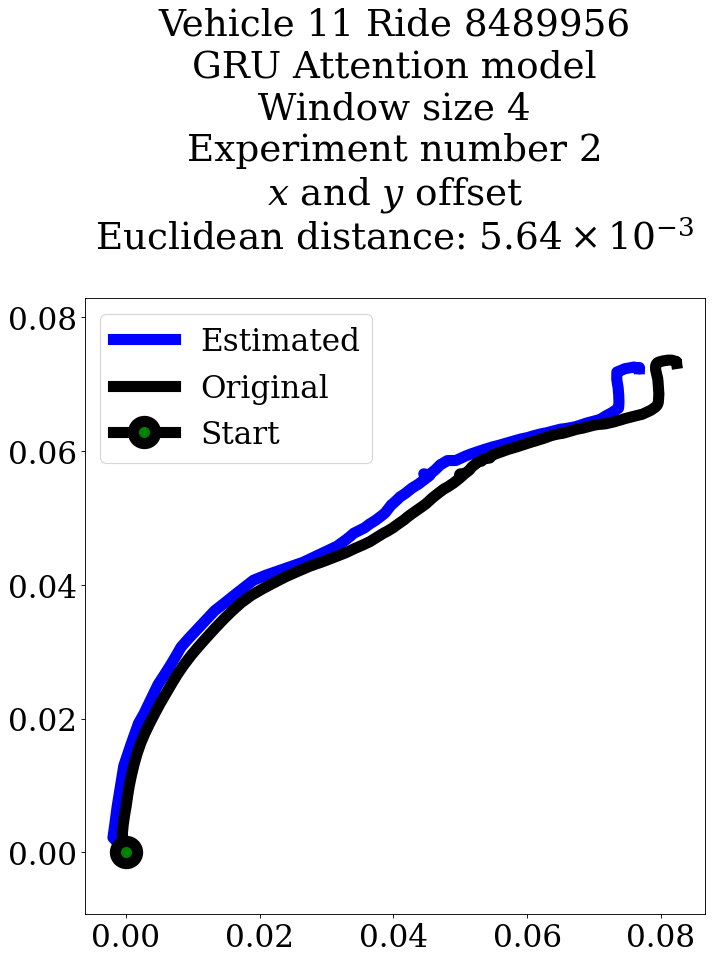 Vehicle 11 Ride 8489956
GRU Attention model
Window size 4
Experiment number 2
x and y offset
Euclidean distance: 5.64 × 10⁻³
0.08
0.06
0.04
0.02
0.00
Estimated
Original
Start
0.00 0.02 0.04 0.06 0.08